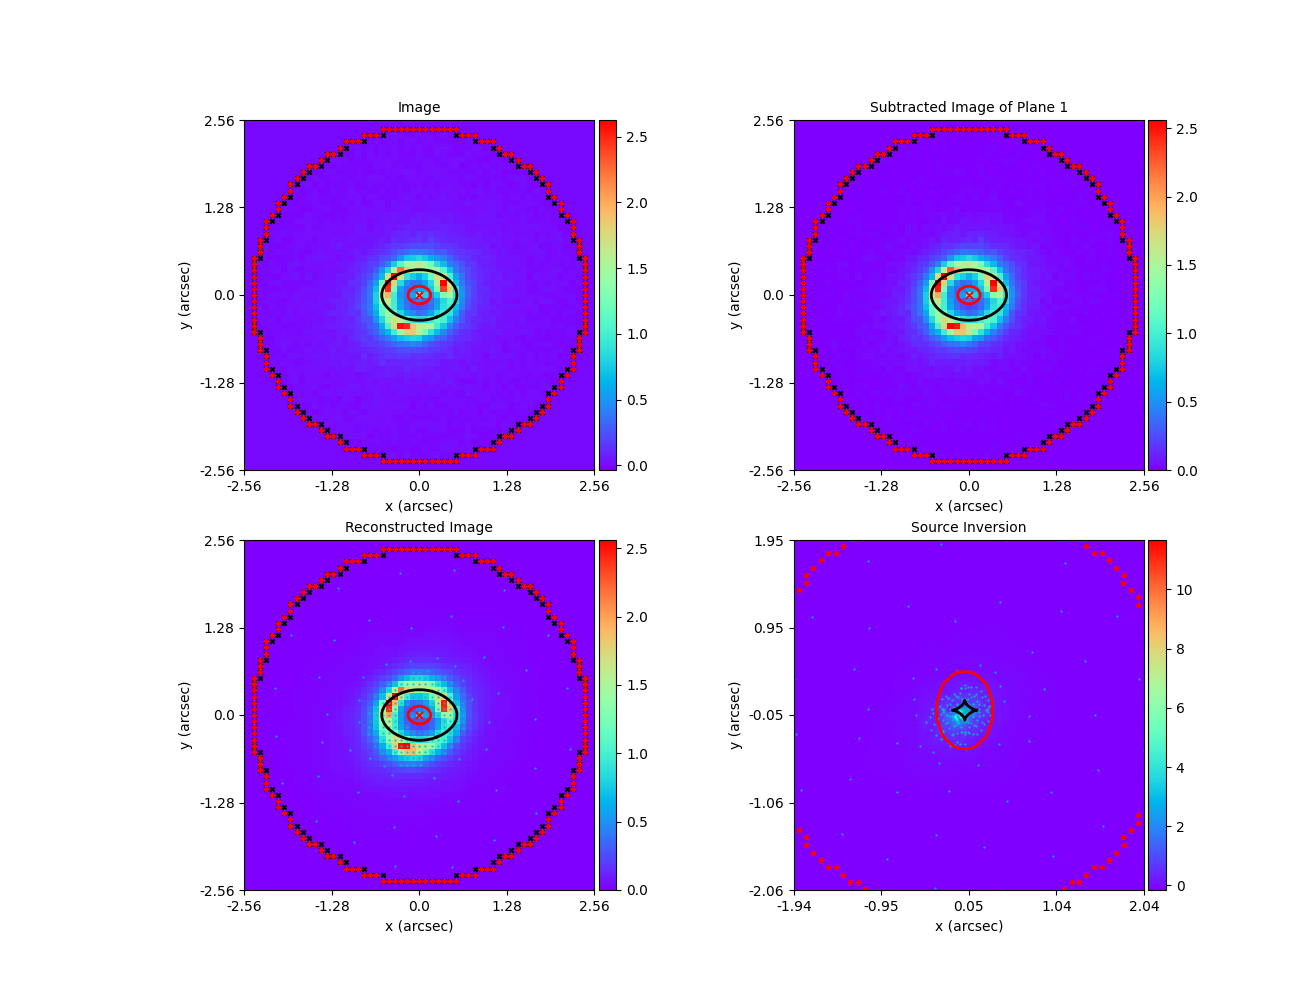 Image
2.56
1.28
0.0
-1.28
-2.56
y (arcsec)
-2.56 -1.28 0.0 1.28 2.56
x (arcsec)
2.5
2.0
1.5
1.0
0.5
0.0
Subtracted Image of Plane 1
2.56
1.28
0.0
-1.28
-2.56
y (arcsec)
-2.56 -1.28 0.0 1.28 2.56
x (arcsec)
2.5
2.0
1.5
1.0
0.5
0.0
Reconstructed Image
2.56
1.28
0.0
-1.28
-2.56
y (arcsec)
-2.56 -1.28 0.0 1.28 2.56
x (arcsec)
2.5
2.0
1.5
1.0
0.5
0.0
Source Inversion
1.95
0.95
-0.05
-1.06
-2.06
y (arcsec)
-1.94 -0.95 0.05 1.04 2.04
x (arcsec)
10
8
6
4
2
0